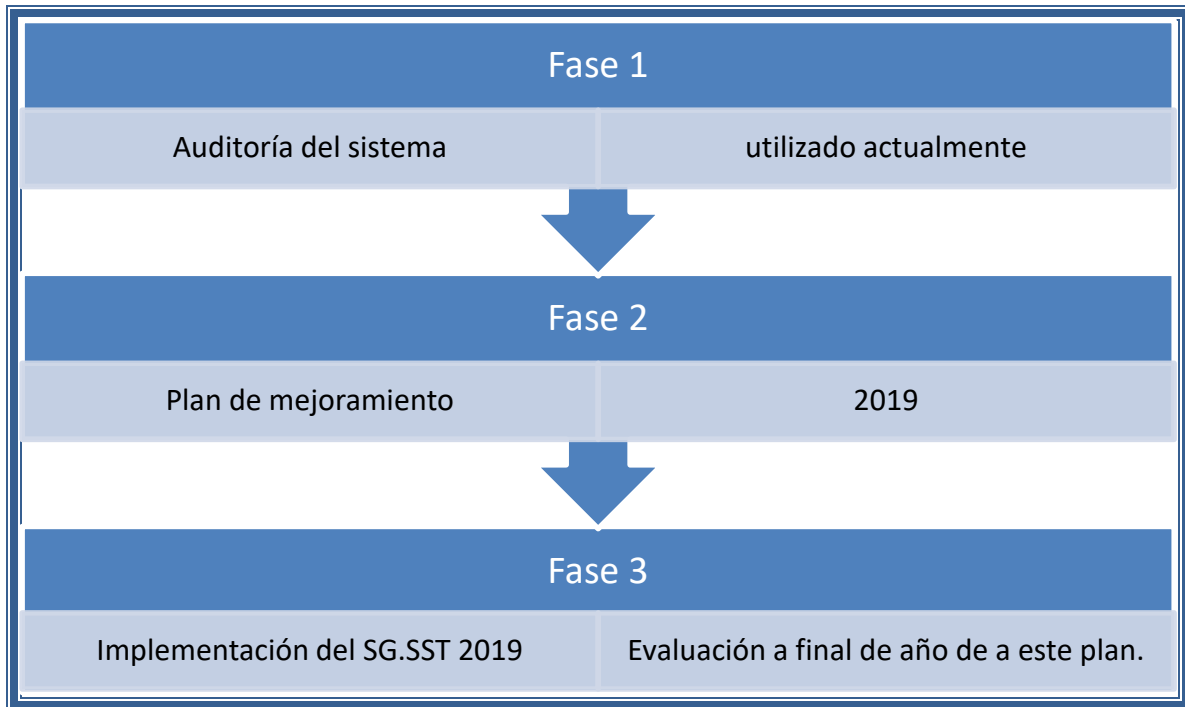 Fase 1
Auditoría del sistema
utilizado actualmente
Fase 2
Plan de mejoramiento
2019
Fase 3
Implementación del SG.SST 2019
Evaluación a final de año de a este plan.